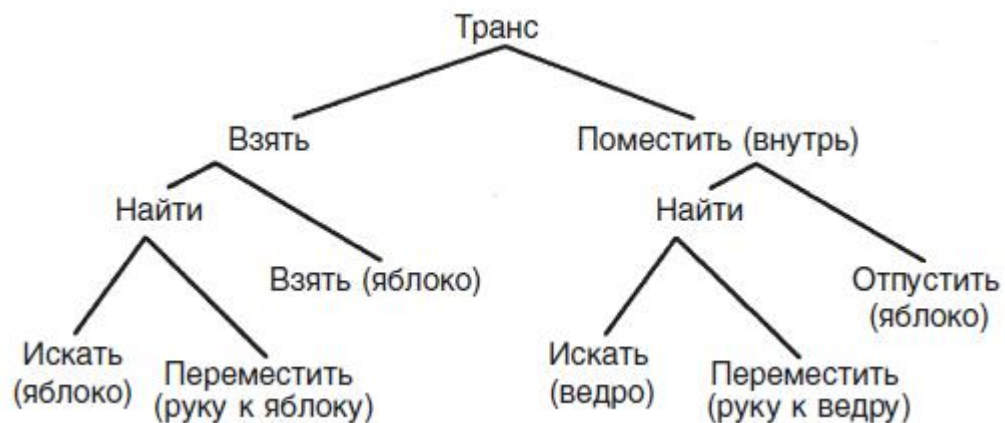 Транс
Взять
Поместить (внутрь)
Найти
Найти
Взять (яблоко)
Отпустить
(яблоко)
Искать
(яблоко)
Переместить
(руку к яблоку)
Искать
(ведро)
Переместить
(руку к ведру)